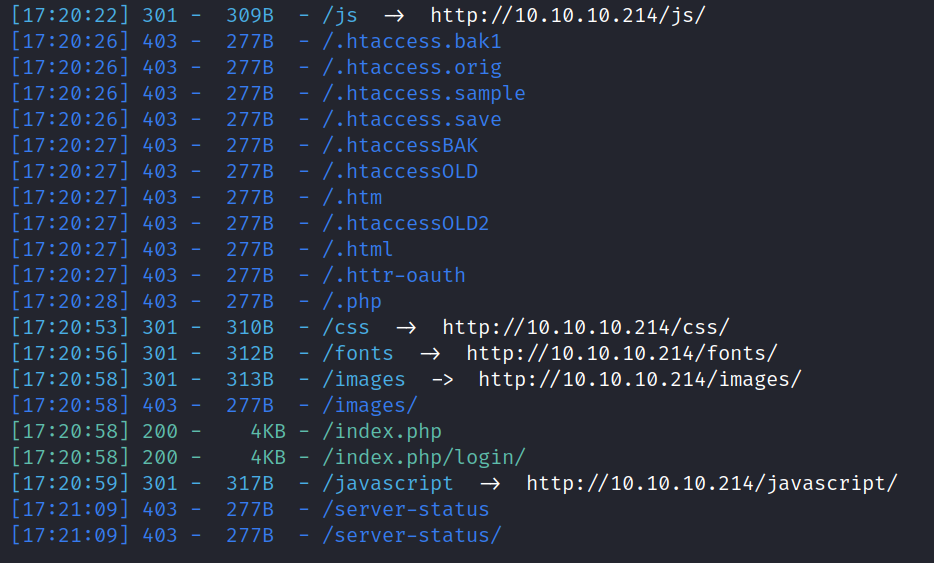 [17:20:22] 301 -  309B  - /js  ->  http://10.10.10.214/js/
[17:20:26] 403 -  277B  - /.htaccess.bak1
[17:20:26] 403 -  277B  - /.htaccess.orig
[17:20:26] 403 -  277B  - /.htaccess.sample
[17:20:26] 403 -  277B  - /.htaccess.save
[17:20:27] 403 -  277B  - /.htaccessBAK
[17:20:27] 403 -  277B  - /.htaccessOLD
[17:20:27] 403 -  277B  - /.htm
[17:20:27] 403 -  277B  - /.htaccessOLD2
[17:20:27] 403 -  277B  - /.html
[17:20:27] 403 -  277B  - /.httr-oauth
[17:20:28] 403 -  277B  - /.php
[17:20:53] 301 -  310B  - /css  ->  http://10.10.10.214/css/
[17:20:56] 301 -  312B  - /fonts  ->  http://10.10.10.214/fonts/
[17:20:58] 301 -  313B  - /images  ->  http://10.10.10.214/images/
[17:20:58] 403 -  277B  - /images/
[17:20:58] 200 -    4KB - /index.php
[17:20:58] 200 -    4KB - /index.php/login/
[17:20:59] 301 -  317B  - /javascript  ->  http://10.10.10.214/javascript/
[17:21:09] 403 -  277B  - /server-status
[17:21:09] 403 -  277B  - /server-status/